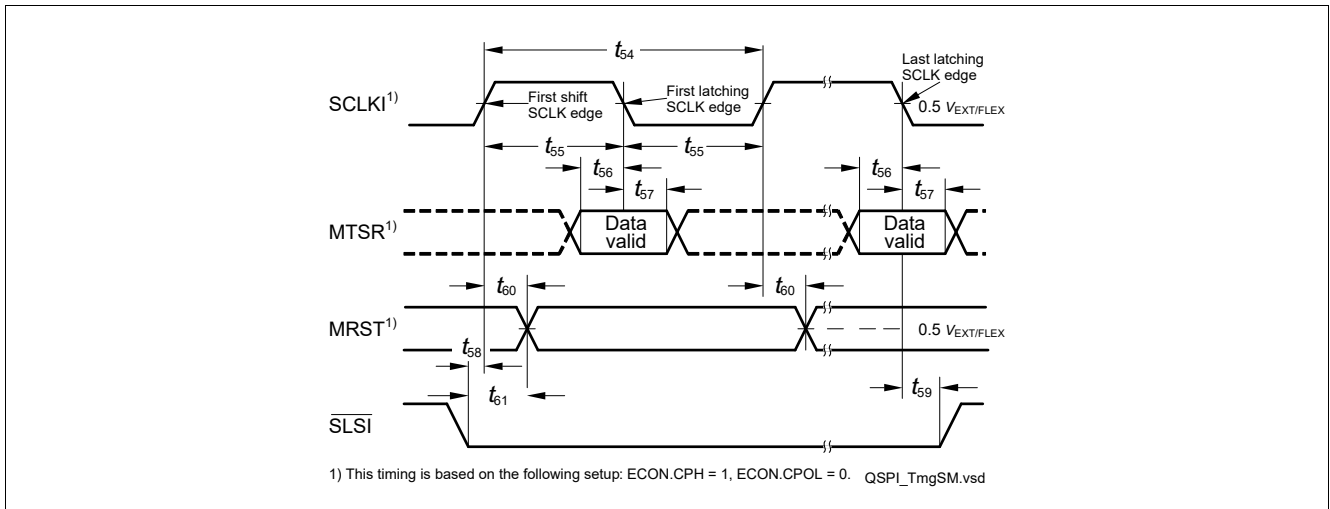 t54
Last latching
SCLK edge
SCLKI1)
First shift
SCLK edge
First latching
SCLK edge
0.5 VEXT/FLEX
t55
t55
t56
t57
t56
t57
MTSR1)
Data
valid
Data
valid
t60
t60
MRST1)
0.5 VEXT/FLEX
t58
t61
t59
SLSI
1) This timing is based on the following setup: ECON.CPH = 1, ECON.CPOL = 0.
QSPI_TmgSM.vsd